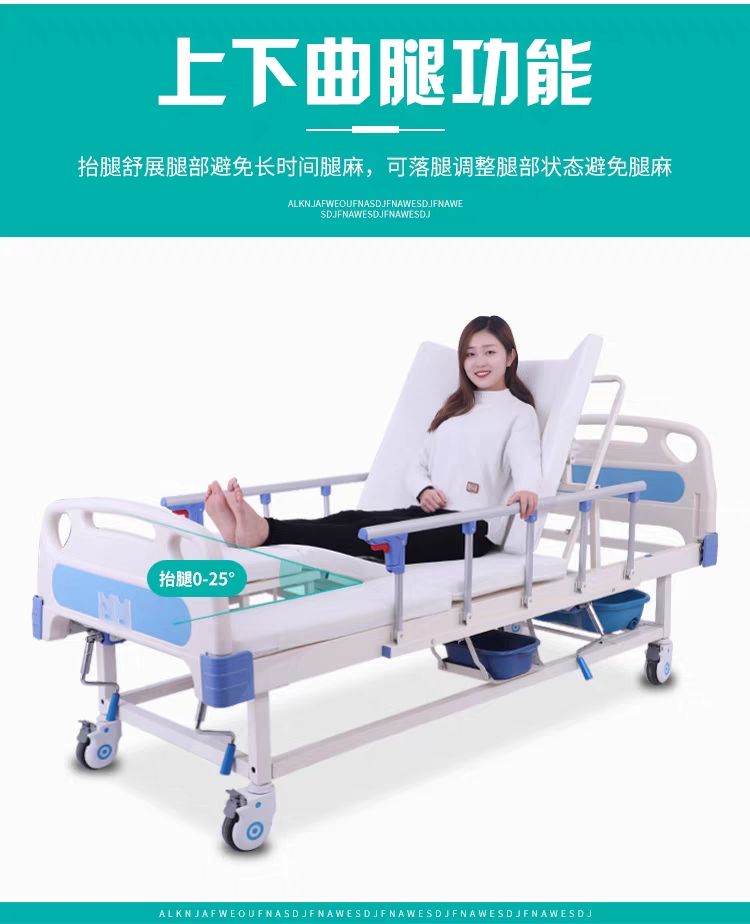 上下曲腿功能
抬腿舒展腿部避免长时间腿麻，可落腿调整腿部状态避免腿麻
ALKNJAFWEOUFNASDJFNAWESDJFNAWE
SDJFNAWESDJFNAWESDJ
抬腿0-25°
ALKNJAFWEOUFNASDJFNAWESDJFNAWESDJFNAWESDJFNAWESDJ